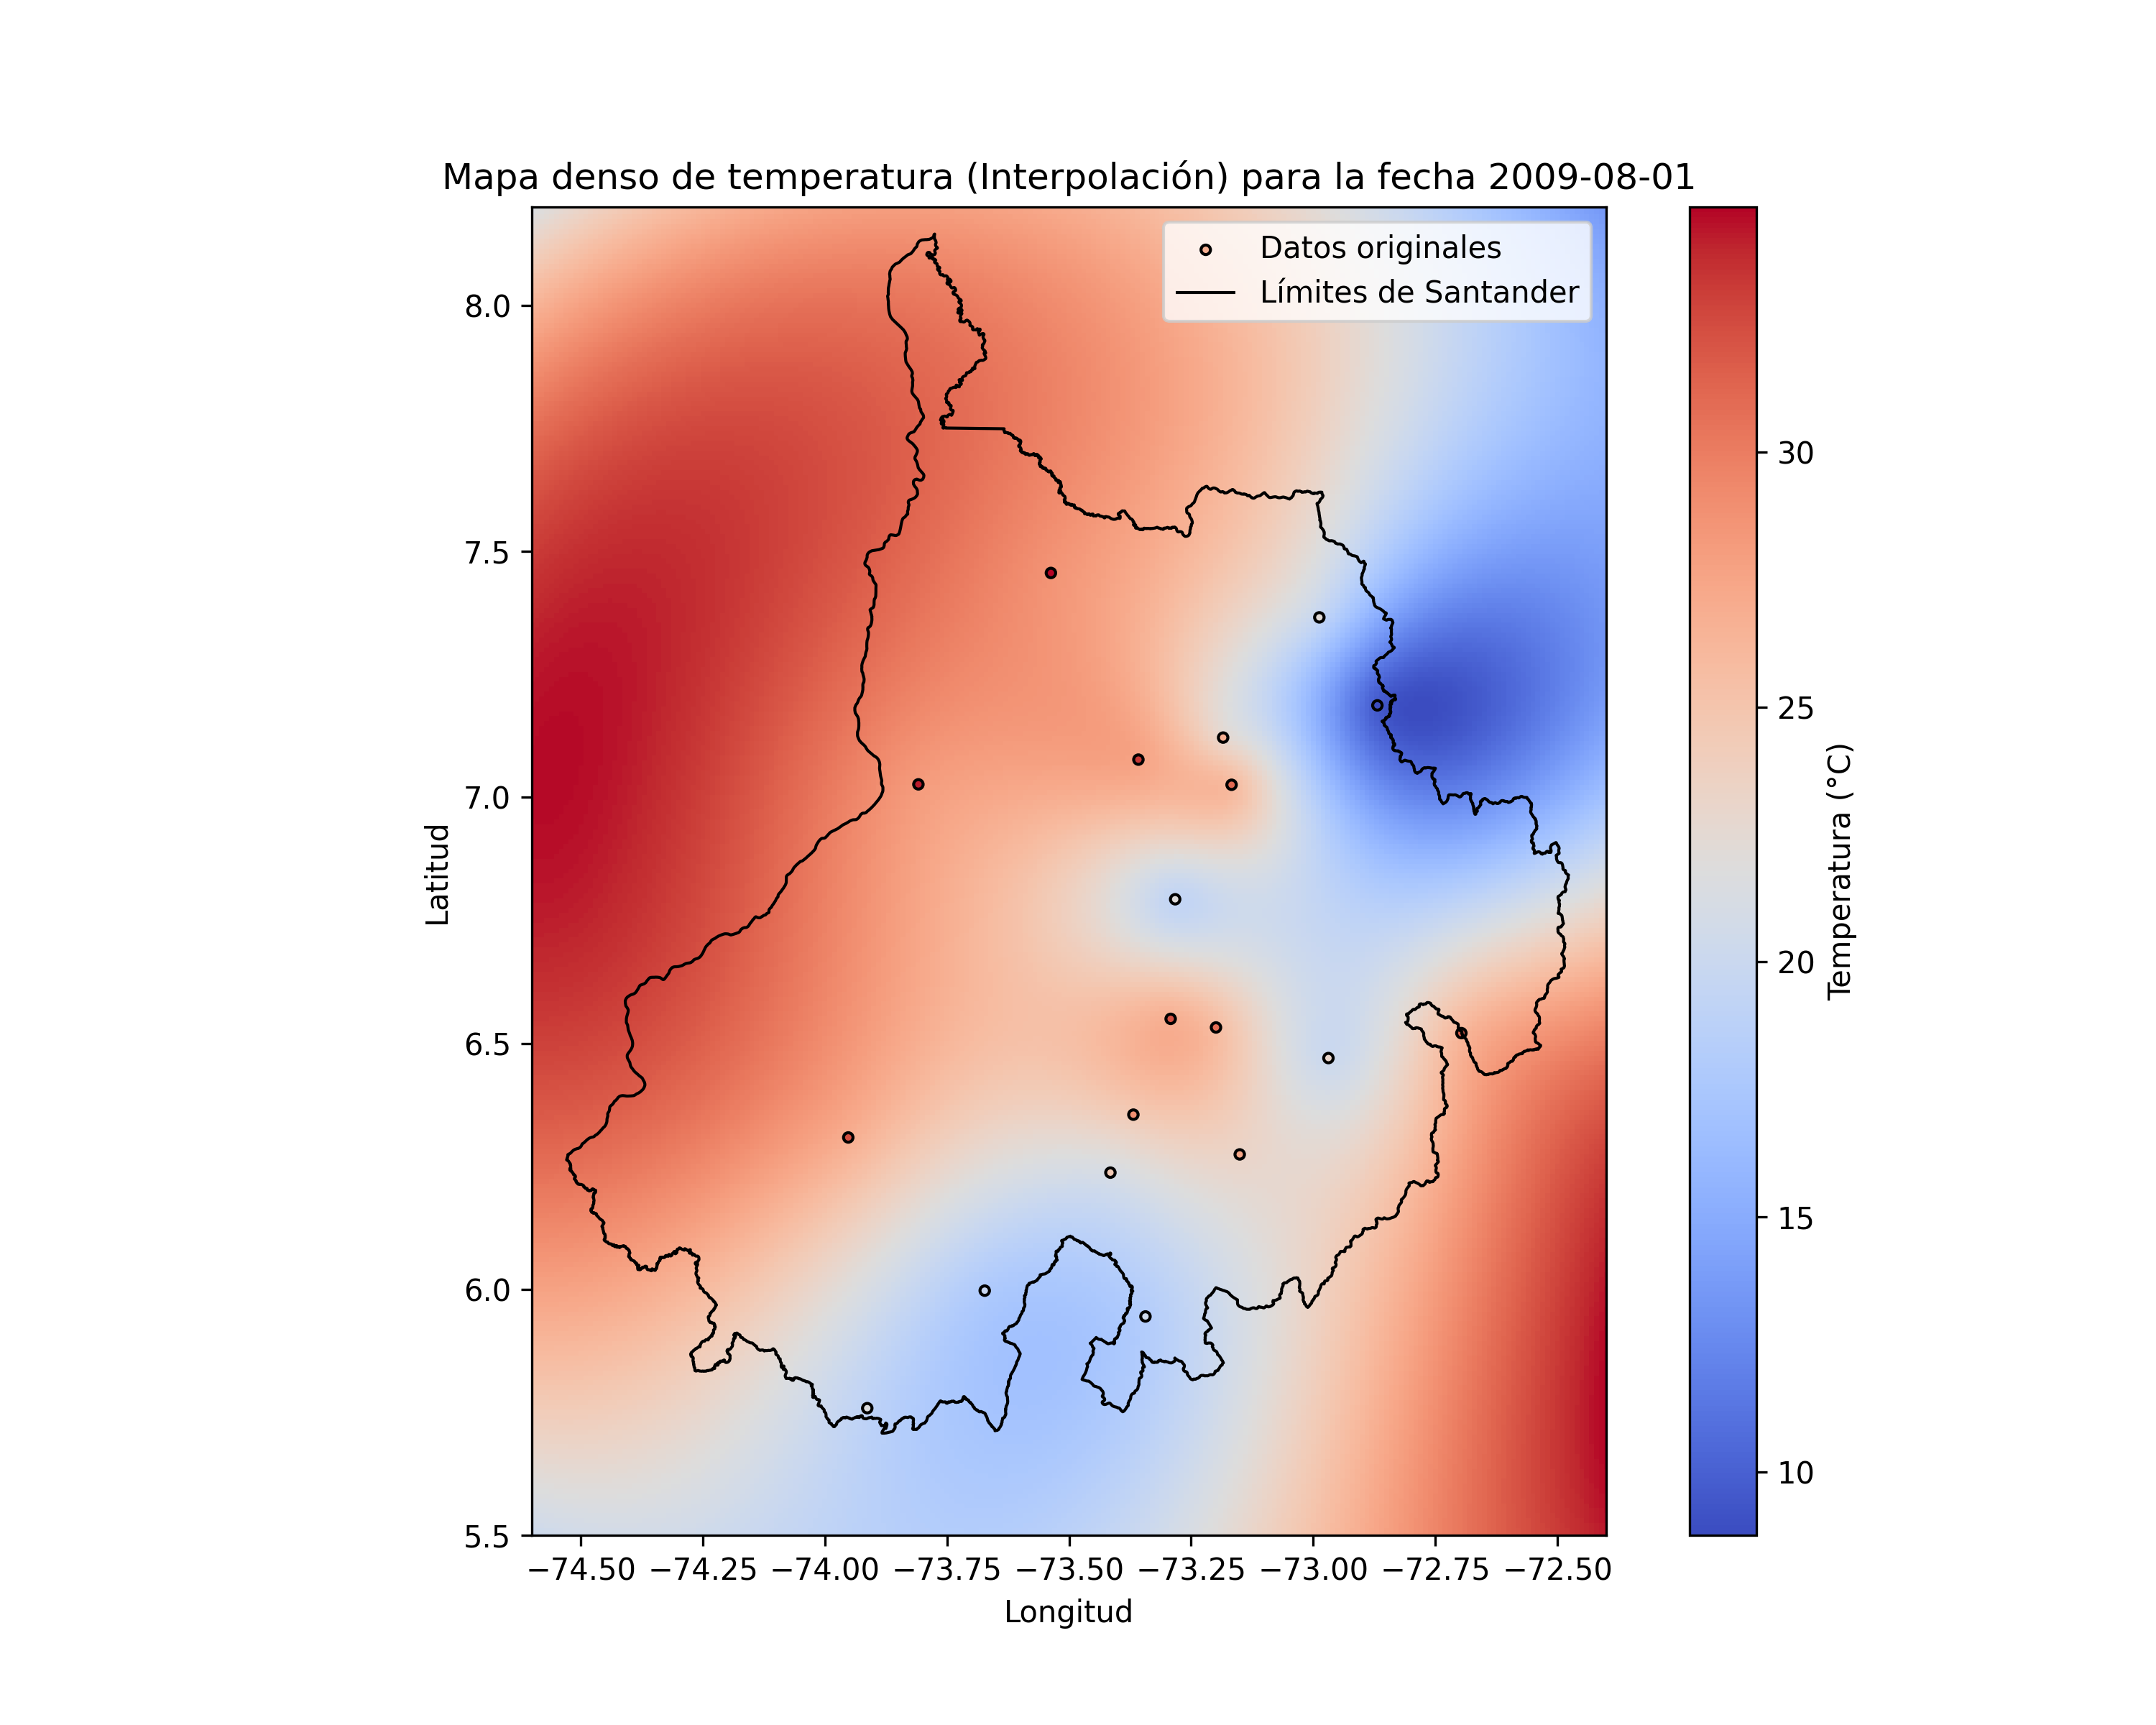 Mapa denso de temperatura (Interpolación) para la fecha 2009-08-01
Datos originales
Límites de Santander
8.0
7.5
7.0
6.5
6.0
5.5
Latitud
−74.50 −74.25 −74.00 −73.75 −73.50 −73.25 −73.00 −72.75 −72.50
Longitud
30
25
20
15
10
Temperatura (°C)